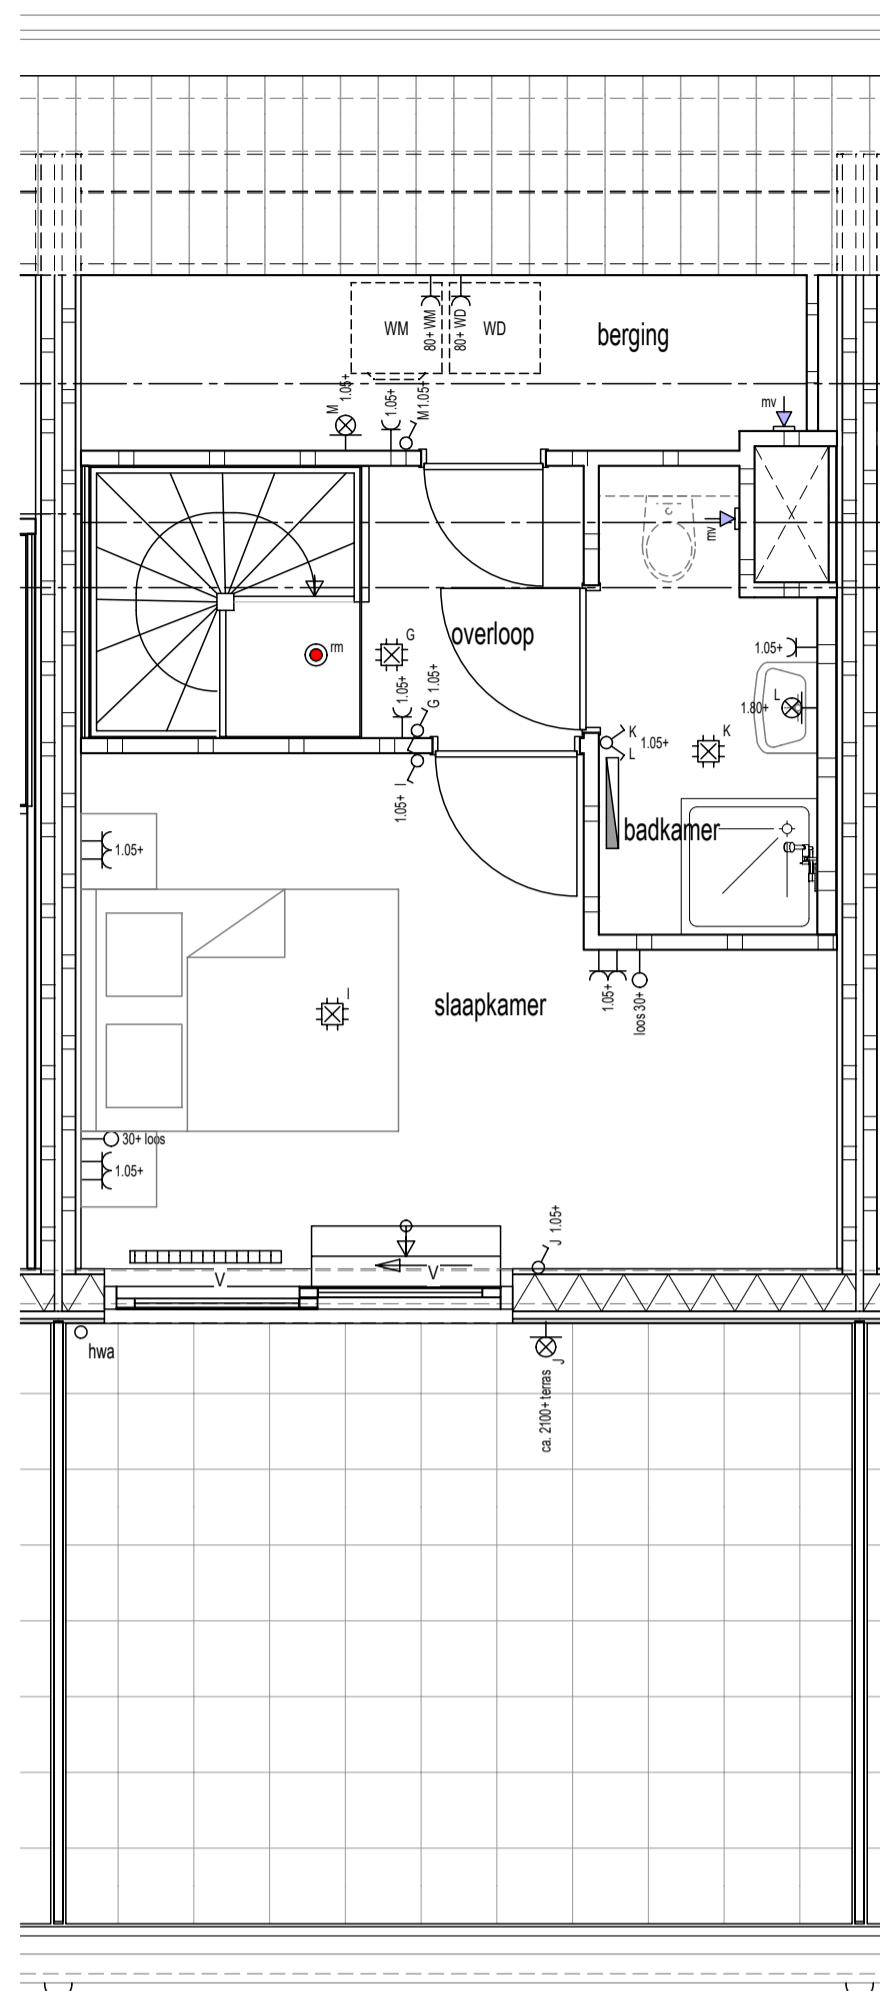 WM
80+ WM
80+ WD
WD
berging
M 1.05+
1.05+
M 1.05+
mv
mv
rm
G
overloop
1.05+
G 1.05+
1.05+ I
K
L
1.05+
K
1.05+
1.80+
L
badkamer
1.05+
I
slaapkamer
1.05+
loos 30+
30+ loos
1.05+
J 1.05+
V
V
hwa
J
ca. 2100+ terras